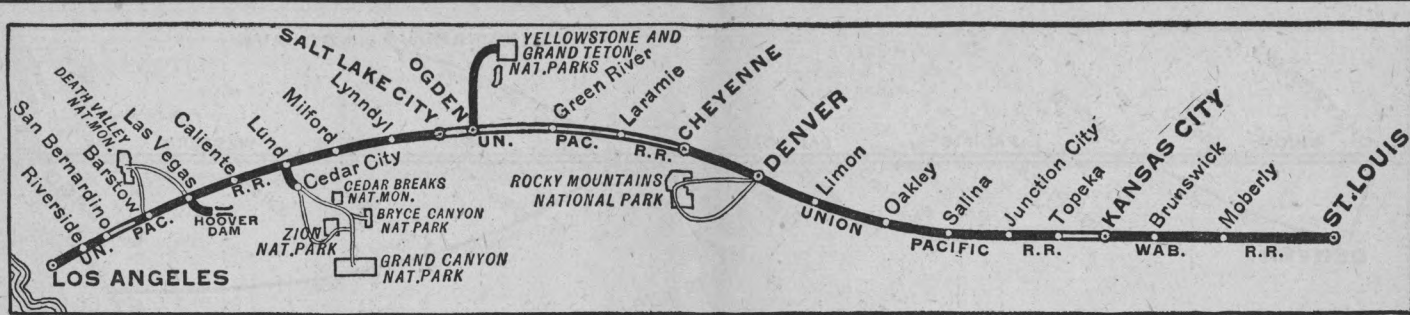 LOS ANGELES
Riverside
San Bernardino
UN.
Barstow
DEATH VALLEY
NAT. MON.
PAC.
Las Vegas
HOOVER
DAM
Caliente
R.R.
Lund
Cedar City
CEDAR BREAKS
NAT. MON.
BRYCE CANYON
NAT PARK
ZION
NAT. PARK
GRAND CANYON
NAT. PARK
Milford
Lynndyl
SALT LAKE CITY
OGDEN
YELLOWSTONE AND
GRAND TETON
NAT. PARKS
UN.
Green River
PAC.
Laramie
R.R.
CHEYENNE
ROCKY MOUNTAINS
NATIONAL PARK
DENVER
Limon
UNION
Oakley
Salina
PACIFIC
Junction City
R.R.
Topeka
KANSAS CITY
Brunswick
WAB.
Moberly
R.R.
ST. LOUIS